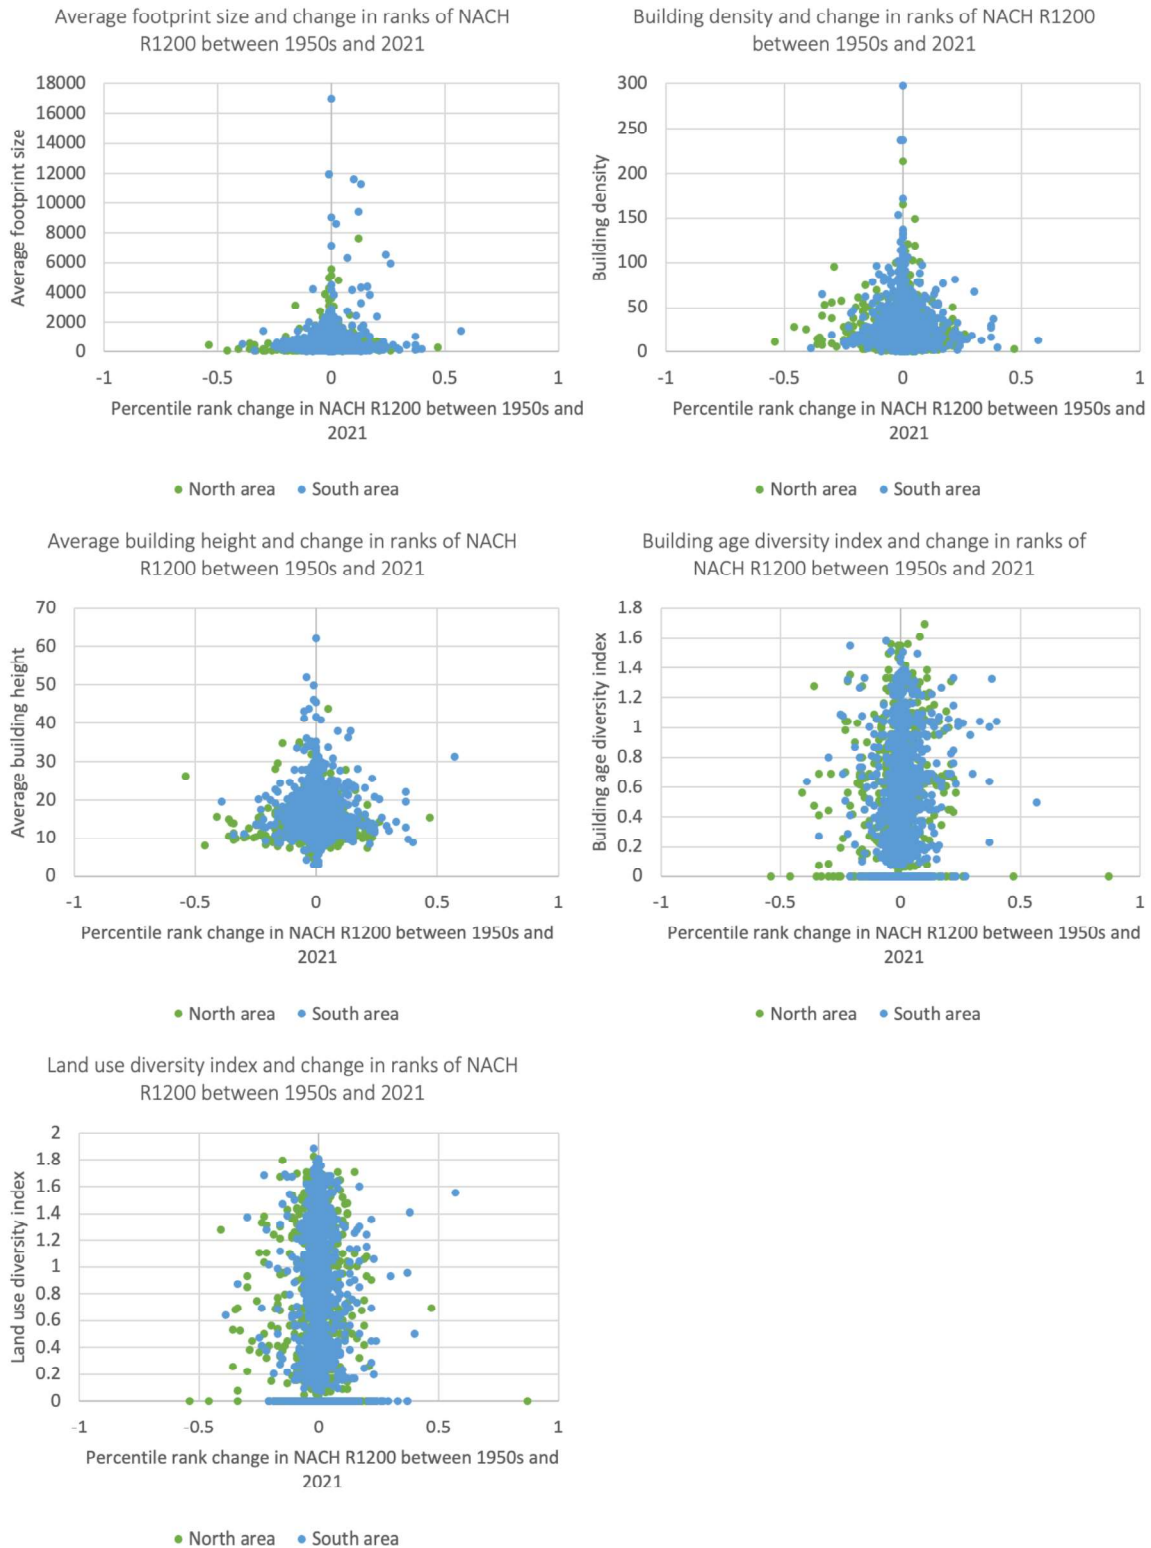 Average footprint size and change in ranks of NACH
R1200 between 1950s and 2021
18000
16000
14000
12000
10000
8000
6000
4000
2000
0
Average footprint size
-1 -0.5 0 0.5 1
Percentile rank change in NACH R1200 between 1950s and
2021
North area South area
Building density and change in ranks of NACH R1200
between 1950s and 2021
300
250
200
150
100
50
0
Building density
-1 -0.5 0 0.5 1
Percentile rank change in NACH R1200 between 1950s and
2021
North area South area
Average building height and change in ranks of NACH
R1200 between 1950s and 2021
70
60
50
40
30
20
10
0
Average building height
-1 -0.5 0 0.5 1
Percentile rank change in NACH R1200 between 1950s and
2021
North area South area
Building age diversity index and change in ranks of
NACH R1200 between 1950s and 2021
1.8
1.6
1.4
1.2
1
0.8
0.6
0.4
0.2
0
Building age diversity index
-1 -0.5 0 0.5 1
Percentile rank change in NACH R1200 between 1950s and
2021
North area South area
Land use diversity index and change in ranks of NACH
R1200 between 1950s and 2021
2
1.8
1.6
1.4
1.2
1
0.8
0.6
0.4
0.2
0
Land use diversity index
-1 -0.5 0 0.5 1
Percentile rank change in NACH R1200 between 1950s and
2021
North area South area